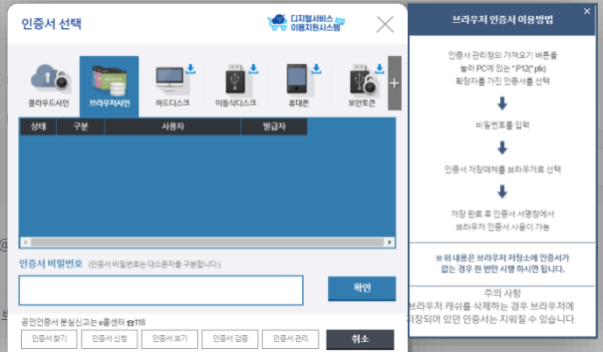 인증서 선택
디지털서비스
이용지원시스템
클라우드사인
브라우저사인
하드디스크
이동식디스크
휴대폰
보안토큰
+
상태 구분 사용자 발급자
인증서 비밀번호 (인증서 비밀번호는 대소문자를 구분합니다.)
확인
공인인증서 분실신고는 e콜센터 ☎118
인증서 찾기
인증서 신청
인증서 보기
인증서 검증
인증서 관리
취소
브라우저 인증서 이용방법
인증서 관리창의 가져오기 버튼을
눌러 PC에 있는 *.P12(*.pfx)
확장자를 가진 인증서를 선택
비밀번호를 입력
인증서 저장매체를 브라우저로 선택
저장 완료 후 인증서 서명창에서
브라우저 인증서 사용이 가능
※위 내용은 브라우저 저장소에 인증서가
없는 경우 한 번만 시행 하시면 됩니다.
주의 사항
브라우저 캐쉬를 삭제하는 경우 브라우저에
저장되어 있던 인증서는 지워질 수 있습니다.